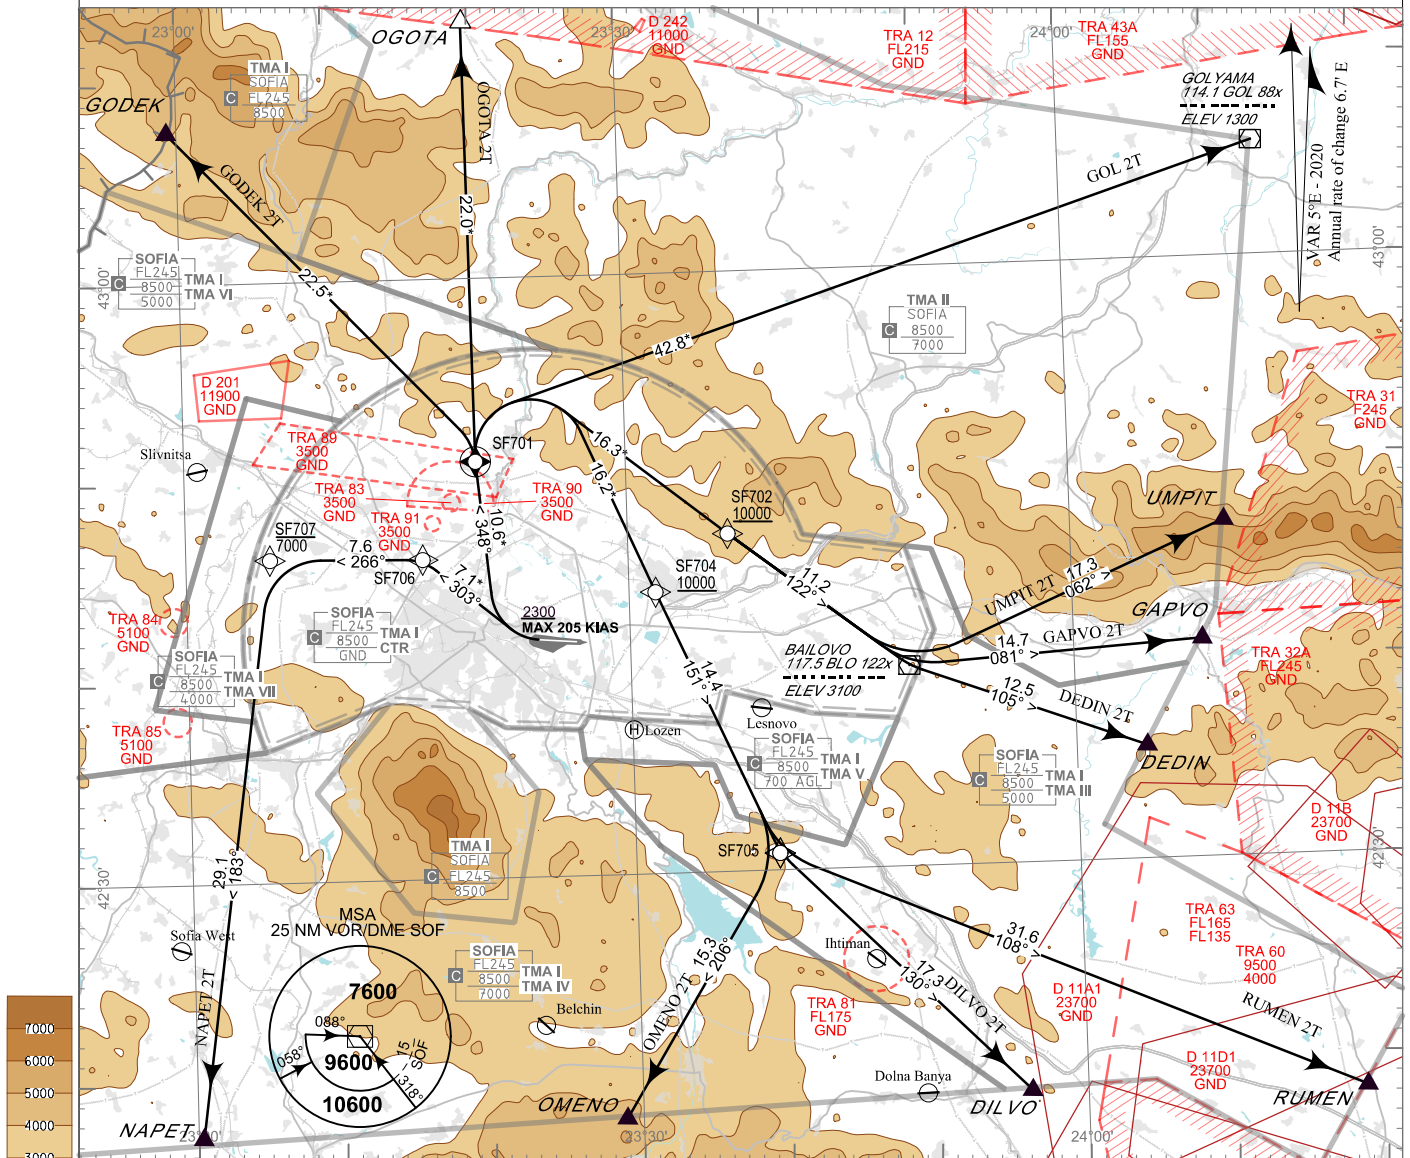 23°00'
OGOTA
23°30'
D 242
11000
GND
TRA 12
FL215
GND
24°00'
TRA 43A
FL155
GND
GODEK
TMA I
SOFIA
C FL245
8500
GOLYAMA
114.1 GOL 88x
ELEV 1300
VAR 5°E - 2020
Annual rate of change 6.7' E
OGOTA 2T
22.0*
GODEK 2T
22.5*
GOL 2T
42.8*
43°00'
43°00'
SOFIA
FL245
C 8500
5000
TMA I
TMA VI
TMA II
SOFIA
C 8500
7000
D 201
11900
GND
TRA 31
F245
GND
TRA 89
3500
GND
Slivnitsa
SF701
16.3*
16.2*
TRA 83
3500
GND
TRA 90
3500
GND
TRA 91
3500
GND
SF702
10000
UMPIT
10.6*
< 348°
SF707
7000
7.6
< 266°
SF706
7.1*
< 303°
SF704
10000
11.2
122° >
UMPIT 2T
17.3
062° >
GAPVO
2300
MAX 205 KIAS
TRA 84
5100
GND
SOFIA
FL245
C 8500
GND
TMA I
CTR
14.7
081° >
GAPVO 2T
BAILOVO
117.5 BLO 122x
ELEV 3100
TRA 32A
FL245
GND
SOFIA
FL245
C 8500
4000
TMA I
TMA VII
14.4
151° >
12.5
105° >
DEDIN 2T
DEDIN
TRA 85
5100
GND
H Lozen
Lesnovo
SOFIA
FL245
C 8500
700 AGL
TMA I
TMA V
SOFIA
FL245
C 8500
5000
TMA I
TMA III
D 11B
23700
GND
42°30'
42°30'
SF705
TMA I
SOFIA
C FL245
8500
29.1
< 183°
MSA
25 NM VOR/DME SOF
TRA 63
FL165
FL135
31.6
108° >
Sofia West
Ihtiman
TRA 60
9500
4000
SOFIA
FL245
C 8500
7000
TMA I
TMA IV
15.3
< 206°
OMENO 2T
17.3
130° >
DILVO 2T
D 11A1
23700
GND
TRA 81
FL175
GND
RUMEN 2T
NAPET 2T
7600
088°
058°
9600
15
SOF
318°
10600
Belchin
7000
6000
5000
4000
3000
D 11D1
23700
GND
Dolna Banya
OMENO
DILVO
RUMEN
NAPET
23°00'
23°30'
24°00'